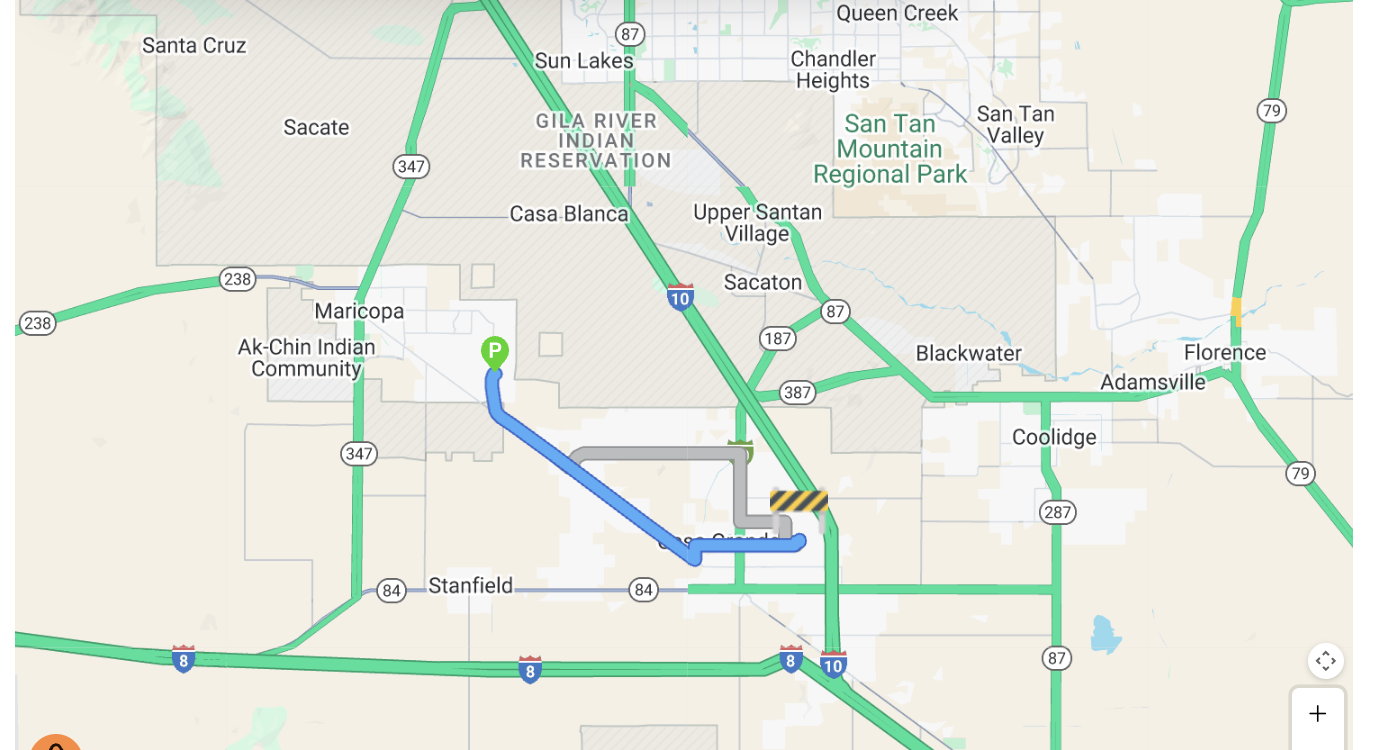 Queen Creek
87
Santa Cruz
Sun Lakes
Chandler
Heights
79
San Tan
Valley
Sacate
GILA RIVER
INDIAN
RESERVATION
San Tan
Mountain
Regional Park
347
Casa Blanca
Upper Santan
Village
238
Sacaton
10
Maricopa
87
238
187
P
Ak-Chin Indian
Community
Blackwater
Florence
Adamsville
387
Coolidge
347
79
287
Casa Grande
84
Stanfield
84
8
8
8
10
87
+